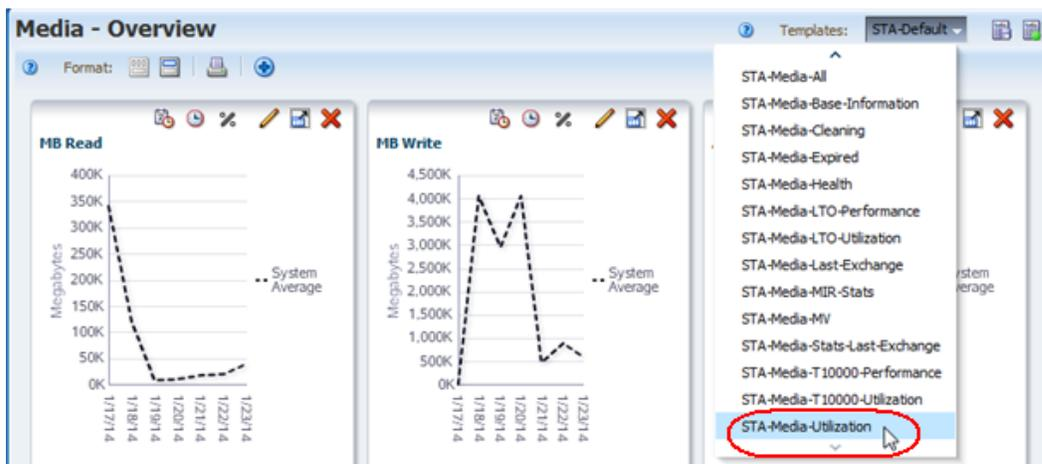 Media - Overview
Templates: STA-Default
Format:
MB Read
400K
350K
300K
250K
200K
150K
100K
50K
0K
Megabytes
1/17/14
1/18/14
1/19/14
1/20/14
1/21/14
1/22/14
1/23/14
System
Average
MB Write
4,500K
4,000K
3,500K
3,000K
2,500K
2,000K
1,500K
1,000K
500K
0K
Megabytes
1/17/14
1/18/14
1/19/14
1/20/14
1/21/14
1/22/14
1/23/14
System
Average
STA-Media-All
STA-Media-Base-Information
STA-Media-Cleaning
STA-Media-Expired
STA-Media-Health
STA-Media-LTO-Performance
STA-Media-LTO-Utilization
STA-Media-Last-Exchange
STA-Media-MIR-Stats
STA-Media-MV
STA-Media-Stats-Last-Exchange
STA-Media-T10000-Performance
STA-Media-T10000-Utilization
STA-Media-Utilization